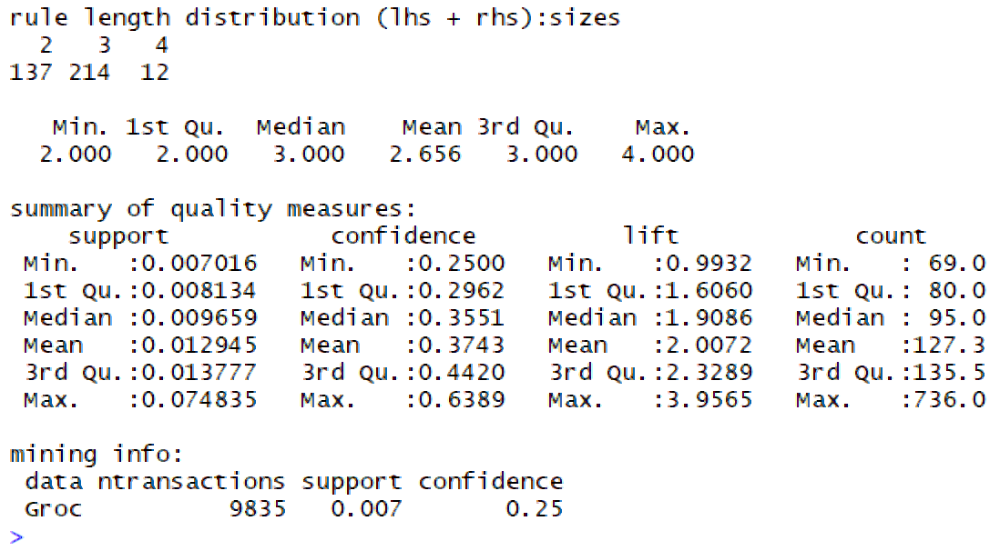 rule length distribution (lhs + rhs):sizes
  2   3   4
137 214  12
   Min. 1st Qu.  Median    Mean 3rd Qu.    Max.
  2.000   2.000   3.000   2.656   3.000   4.000
summary of quality measures:
    support           confidence          lift            count
 Min.   :0.007016   Min.   :0.2500   Min.   :0.9932   Min.   : 69.0
 1st Qu.:0.008134   1st Qu.:0.2962   1st Qu.:1.6060   1st Qu.: 80.0
 Median :0.009659   Median :0.3551   Median :1.9086   Median : 95.0
 Mean   :0.012945   Mean   :0.3743   Mean   :2.0072   Mean   :127.3
 3rd Qu.:0.013777   3rd Qu.:0.4420   3rd Qu.:2.3289   3rd Qu.:135.5
 Max.   :0.074835   Max.   :0.6389   Max.   :3.9565   Max.   :736.0
mining info:
 data ntransactions support confidence
 Groc          9835   0.007       0.25
>